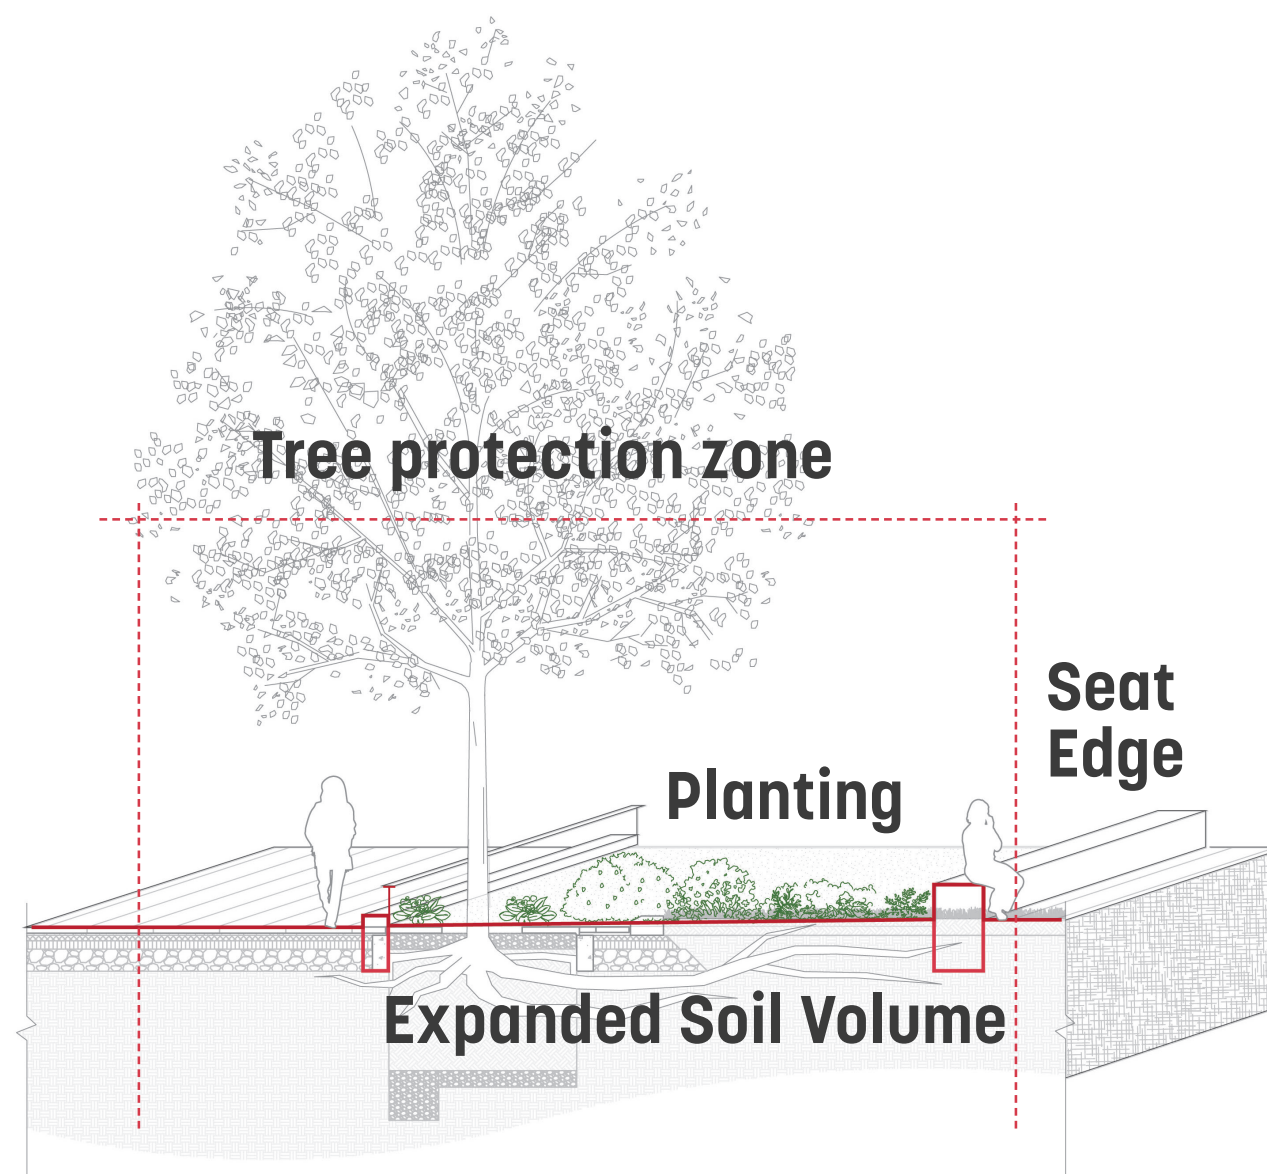 Tree protection zone
Seat
Edge
Planting
Expanded Soil Volume